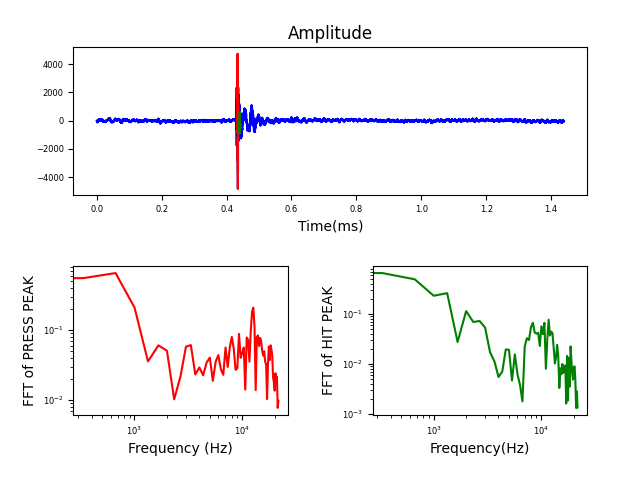 Amplitude
4000
2000
0
−2000
−4000
0.0 0.2 0.4 0.6 0.8 1.0 1.2 1.4
Time(ms)
FFT of PRESS PEAK
10⁻¹
10⁻²
10³ 10⁴
Frequency (Hz)
FFT of HIT PEAK
10⁻¹
10⁻²
10⁻³
10³ 10⁴
Frequency(Hz)